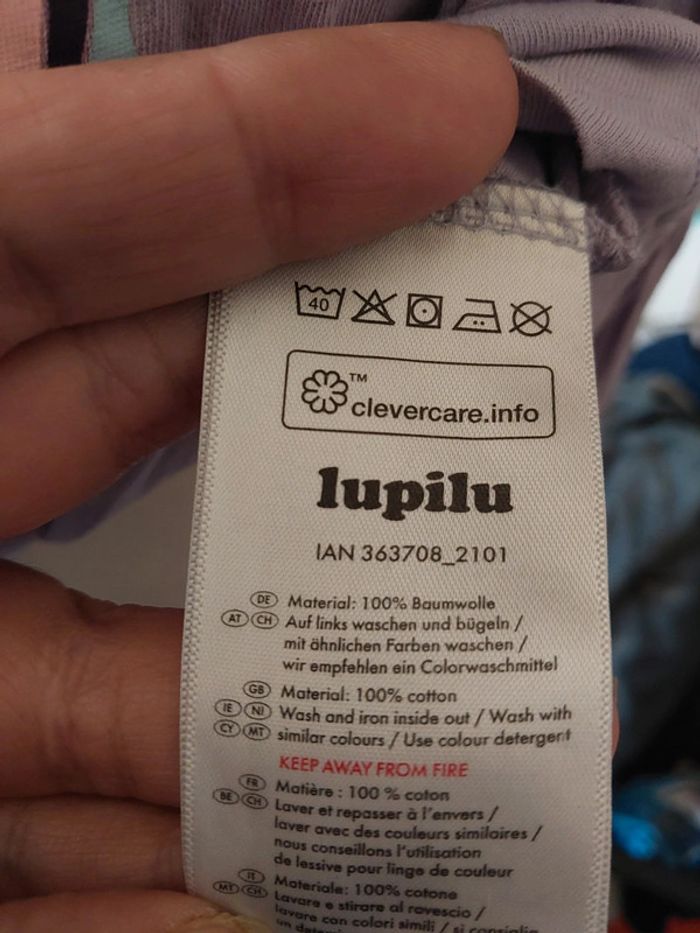 40
™
clevercare.info
lupilu
IAN 363708_2101
DE Material: 100% Baumwolle
AT CH Auf links waschen und bügeln /
mit ähnlichen Farben waschen /
wir empfehlen ein Colorwaschmittel
GB Material: 100% cotton
IE NI Wash and iron inside out / Wash with
CY MT similar colours / Use colour detergent
KEEP AWAY FROM FIRE
FR Matière : 100 % coton
BE CH Laver et repasser à l'envers /
laver avec des couleurs similaires /
nous conseillons l'utilisation
de lessive pour linge de couleur
IT Materiale: 100% cotone
MT CH Lavare e stirare al rovescio /
lavare con colori simili / si consiglia
un